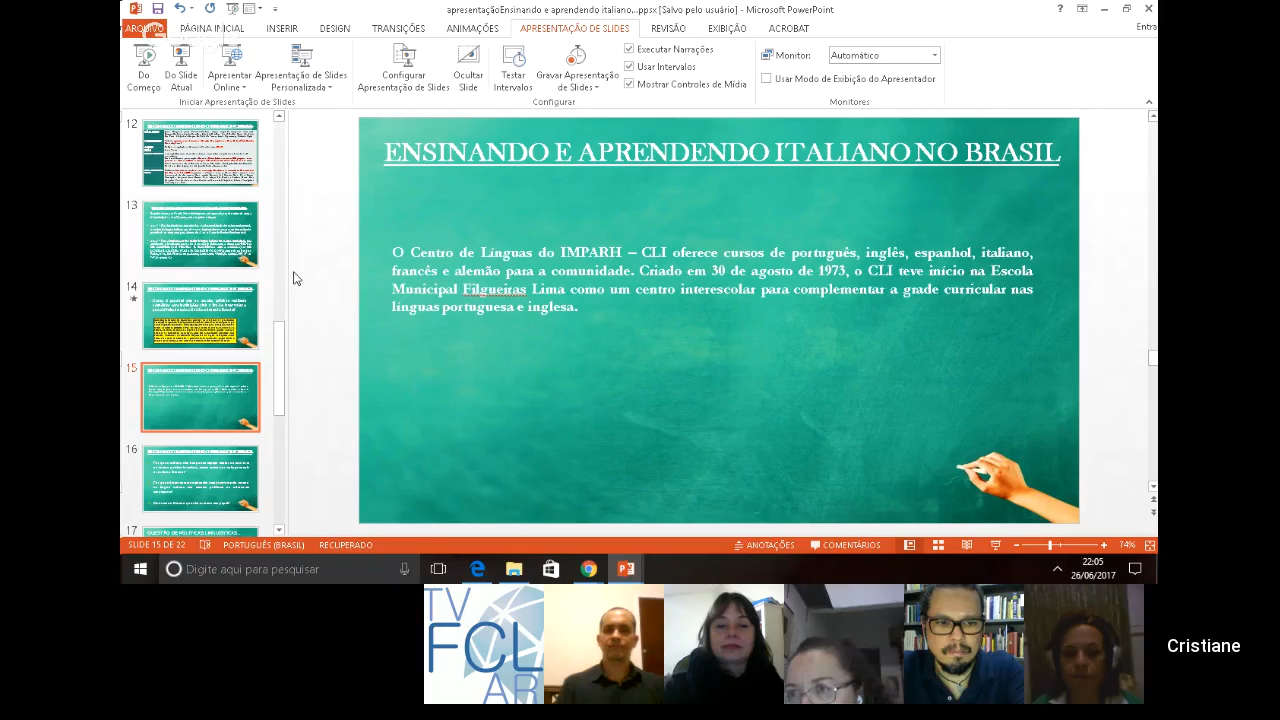 apresentaçãoEnsinando e aprendendo italiano...ppsx [Salvo pelo usuário] - Microsoft PowerPoint
ARQUIVO PÁGINA INICIAL INSERIR DESIGN TRANSIÇÕES ANIMAÇÕES APRESENTAÇÃO DE SLIDES REVISÃO EXIBIÇÃO ACROBAT Entra
Do Começo
Do Slide Atual
Apresentar Online
Apresentação de Slides Personalizada
Iniciar Apresentação de Slides
Configurar Apresentação de Slides
Ocultar Slide
Testar Intervalos
Gravar Apresentação de Slides
Executar Narrações
Usar Intervalos
Mostrar Controles de Mídia
Configurar
Monitor: Automático
Usar Modo de Exibição do Apresentador
Monitores
12
13
14
15
16
17
ENSINANDO E APRENDENDO ITALIANO NO BRASIL
O Centro de Línguas do IMPARH – CLI oferece cursos de português, inglês, espanhol, italiano,
francês e alemão para a comunidade. Criado em 30 de agosto de 1973, o CLI teve início na Escola
Municipal Filgueiras Lima como um centro interescolar para complementar a grade curricular nas
línguas portuguesa e inglesa.
SLIDE 15 DE 22 PORTUGUÊS (BRASIL) RECUPERADO ANOTAÇÕES COMENTÁRIOS 74%
Digite aqui para pesquisar
22:05
26/06/2017
TV
FCL
AR
Cristiane